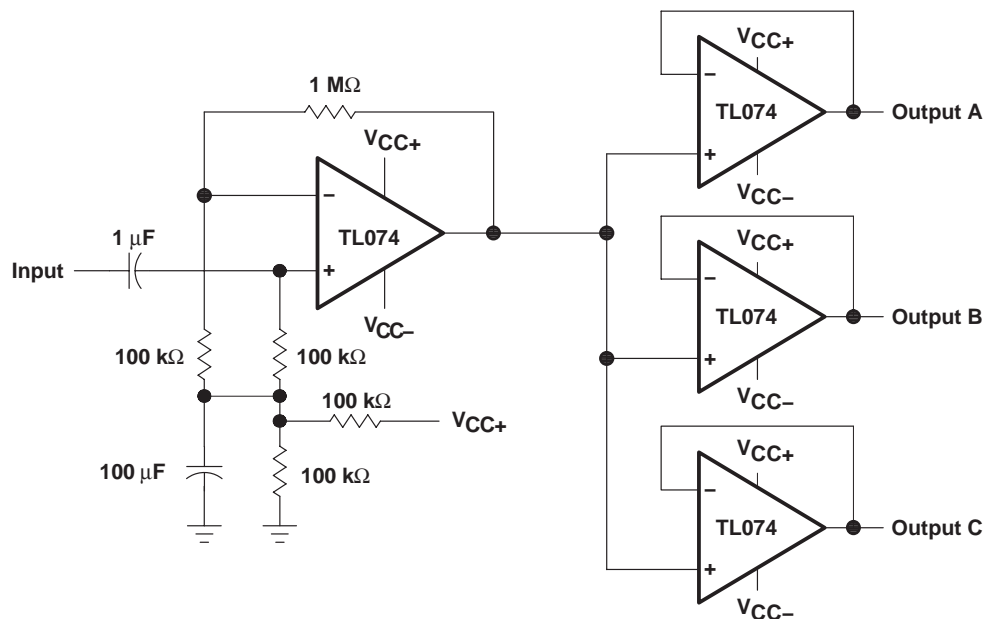 1 MΩ
VCC+
−
TL074
+
VCC−
1 μF
Input
100 kΩ
100 kΩ
100 kΩ
VCC+
100 μF
100 kΩ
VCC+
−
TL074
+
VCC−
Output A
VCC+
−
TL074
+
VCC−
Output B
VCC+
−
TL074
+
VCC−
Output C